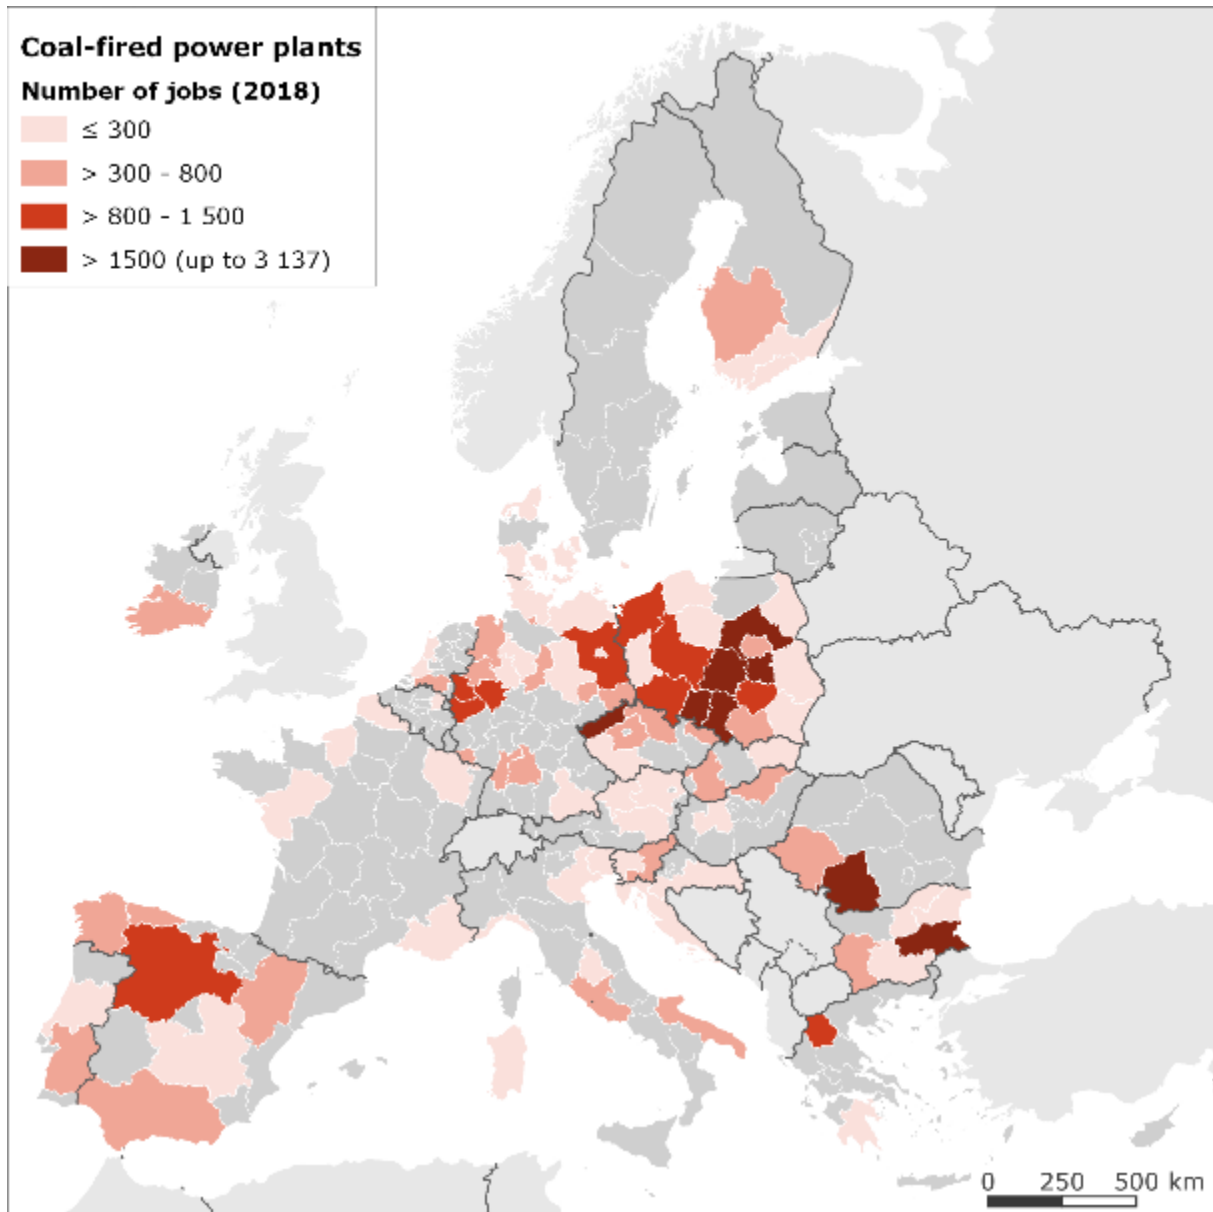 Coal-fired power plants
Number of jobs (2018)
≤ 300
> 300 - 800
> 800 - 1 500
> 1500 (up to 3 137)
0 250 500 km